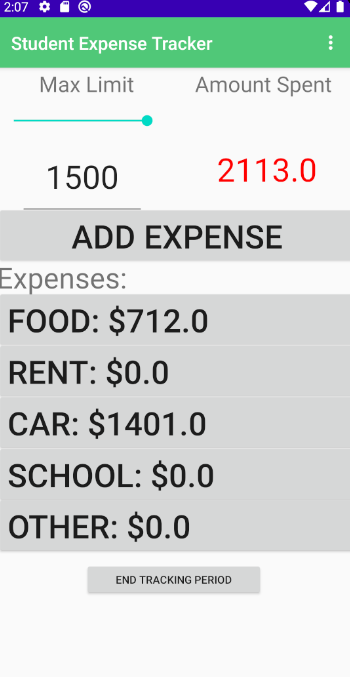 2:07
Student Expense Tracker
Max Limit
Amount Spent
1500
2113.0
ADD EXPENSE
Expenses:
FOOD: $712.0
RENT: $0.0
CAR: $1401.0
SCHOOL: $0.0
OTHER: $0.0
END TRACKING PERIOD